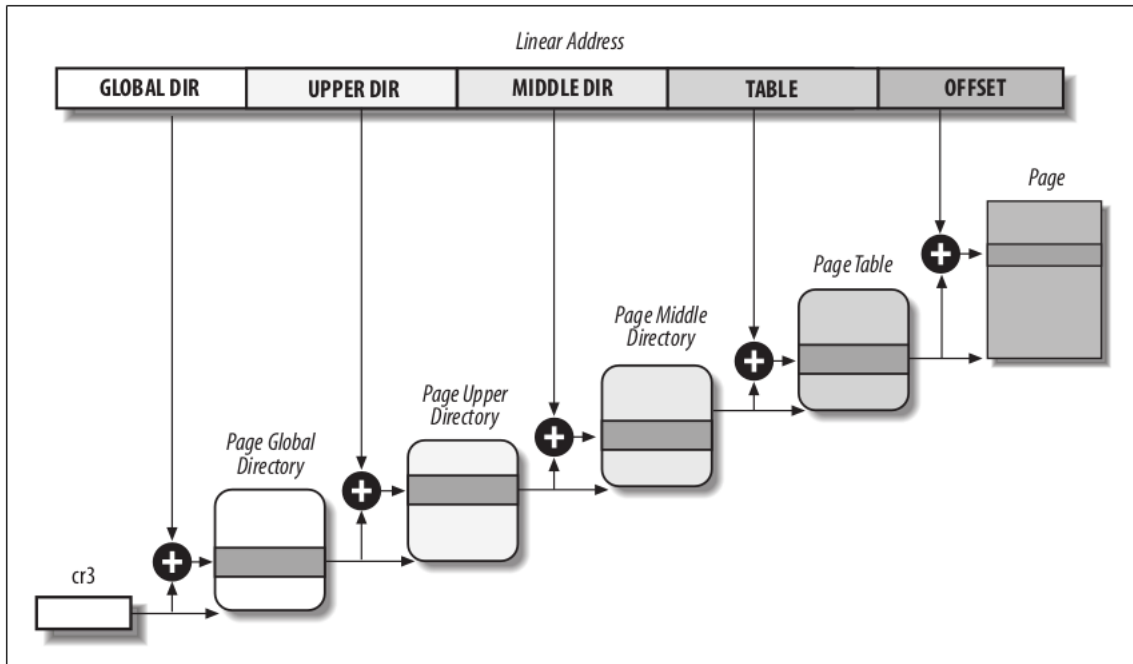 Linear Address
GLOBAL DIR
UPPER DIR
MIDDLE DIR
TABLE
OFFSET
Page
Page Table
Page Middle
Directory
Page Upper
Directory
Page Global
Directory
cr3